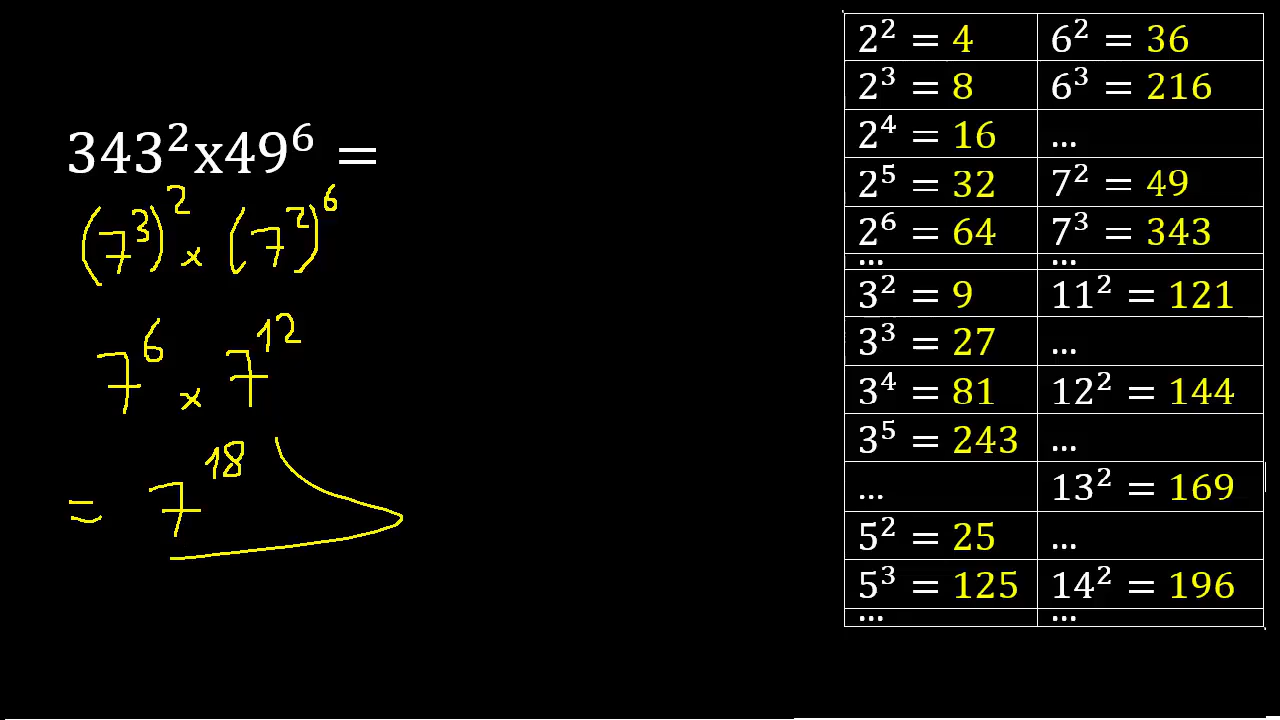 343²x49⁶ =
(7³)² x (7²)⁶
7⁶ x 7¹²
= 7¹⁸
2² = 4 6² = 36
2³ = 8 6³ = 216
2⁴ = 16 ...
2⁵ = 32 7² = 49
2⁶ = 64 7³ = 343
... ...
3² = 9 11² = 121
3³ = 27 ...
3⁴ = 81 12² = 144
3⁵ = 243 ...
... 13² = 169
5² = 25 ...
5³ = 125 14² = 196
... ...